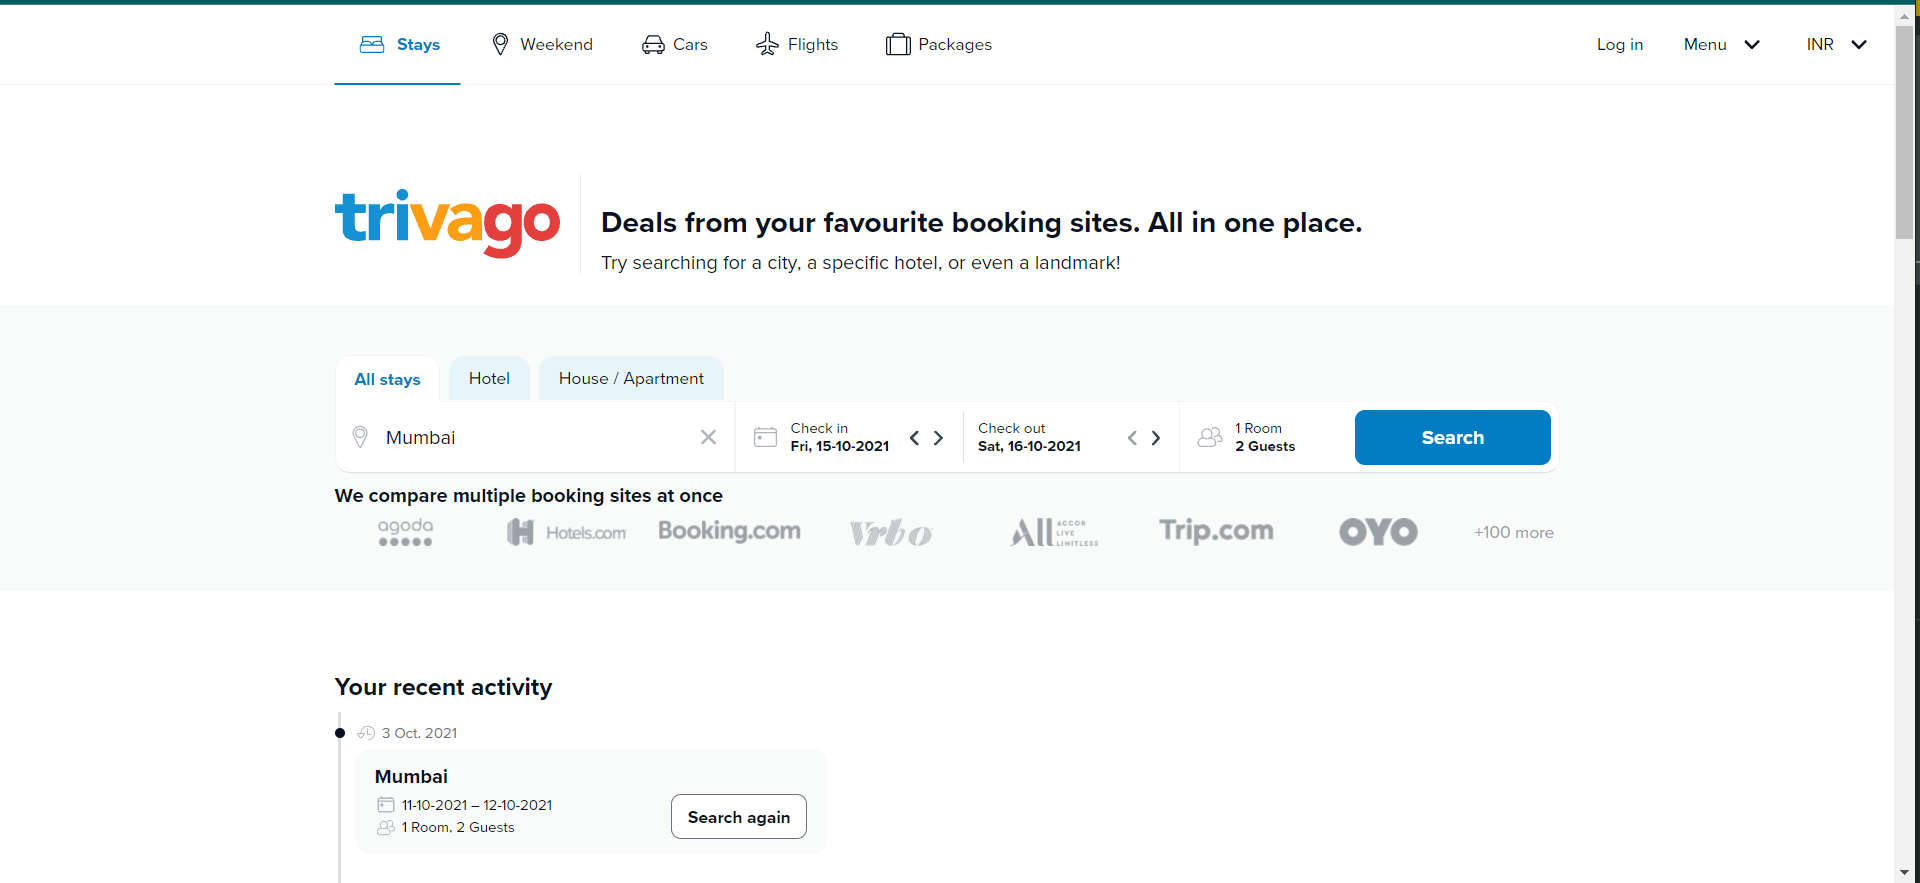 Stays Weekend Cars Flights Packages Log in Menu INR
trivago
Deals from your favourite booking sites. All in one place.
Try searching for a city, a specific hotel, or even a landmark!
All stays Hotel House / Apartment
Mumbai
Check in
Fri, 15-10-2021
Check out
Sat, 16-10-2021
1 Room
2 Guests
Search
We compare multiple booking sites at once
agoda
H Hotels.com
Booking.com
Vrbo
All ACCOR
LIVE
LIMITLESS
Trip.com
OYO
+100 more
Your recent activity
3 Oct. 2021
Mumbai
11-10-2021 – 12-10-2021
1 Room, 2 Guests
Search again